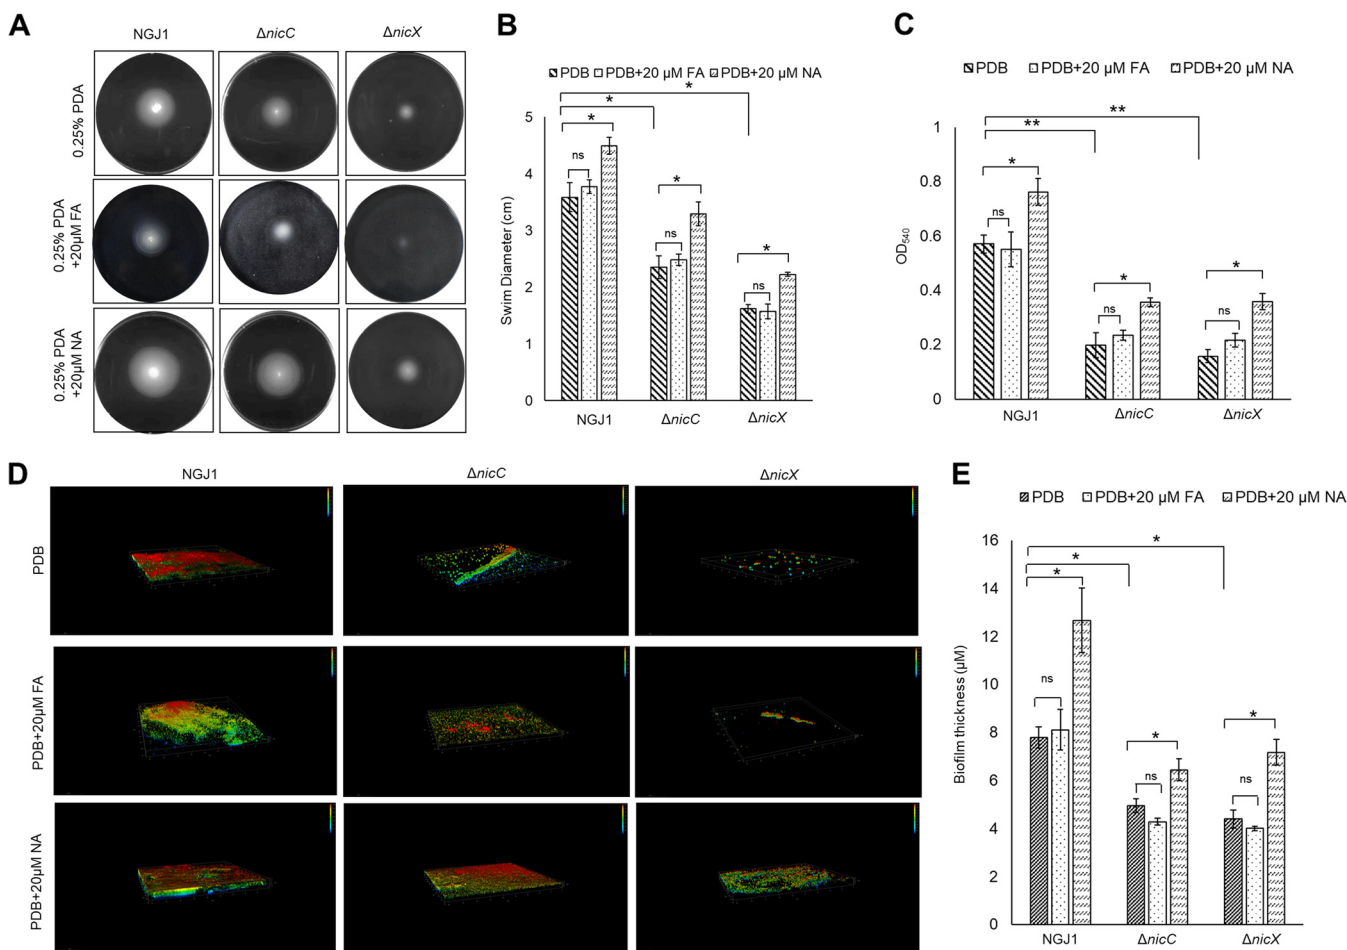 A
NGJ1
ΔnicC
ΔnicX
0.25% PDA
0.25% PDA
+20µM FA
0.25% PDA
+20µM NA
B
PDB
PDB+20 µM FA
PDB+20 µM NA
*
*
*
*
*
ns
ns
ns
Swim Diameter (cm)
5
4
3
2
1
0
NGJ1
ΔnicC
ΔnicX
C
PDB
PDB+20 µM FA
PDB+20 µM NA
**
**
*
*
*
ns
ns
ns
OD540
1
0.8
0.6
0.4
0.2
0
NGJ1
ΔnicC
ΔnicX
D
NGJ1
ΔnicC
ΔnicX
PDB
PDB+20µM FA
PDB+20µM NA
E
PDB
PDB+20 µM FA
PDB+20 µM NA
*
*
*
*
*
ns
ns
ns
Biofilm thickness (µM)
16
14
12
10
8
6
4
2
0
NGJ1
ΔnicC
ΔnicX